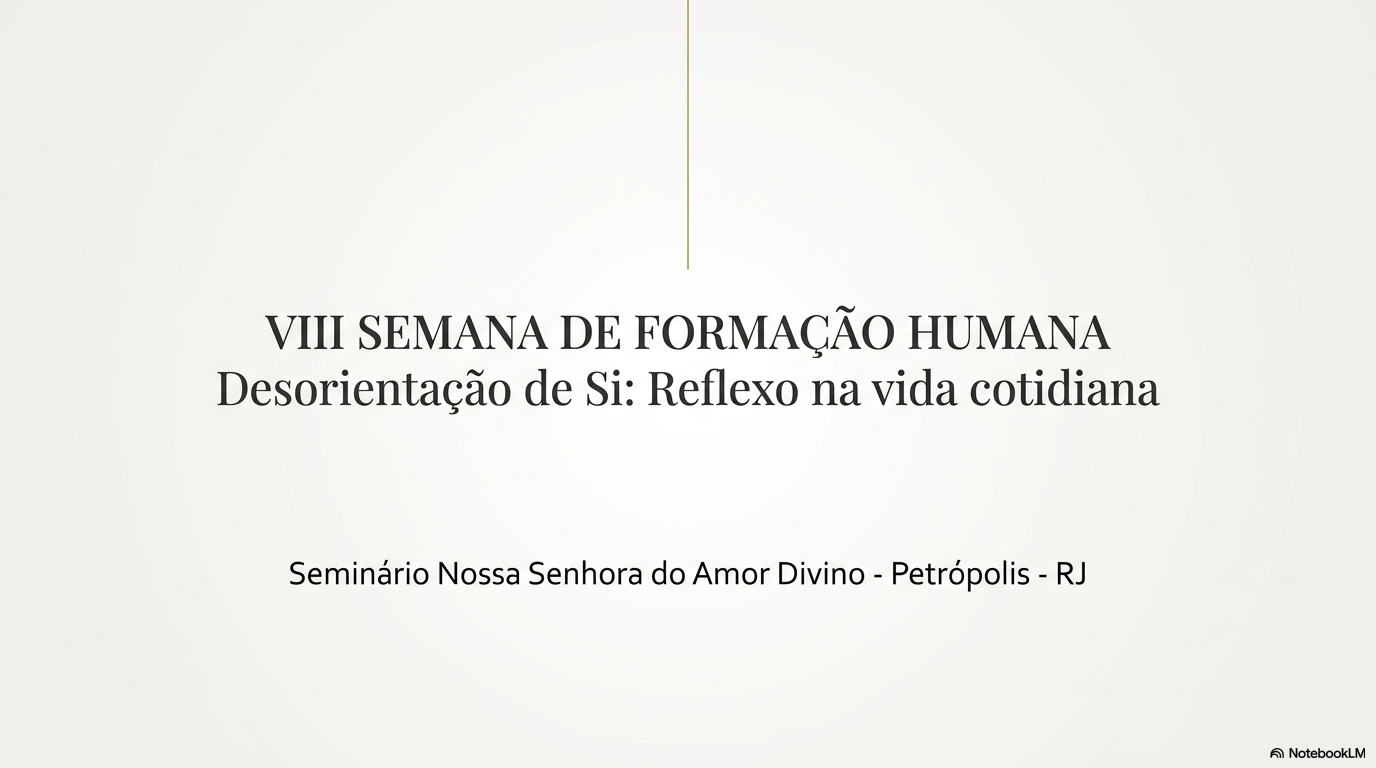 VIII SEMANA DE FORMAÇÃO HUMANA
Desorientação de Si: Reflexo na vida cotidiana
Seminário Nossa Senhora do Amor Divino - Petrópolis - RJ
NotebookLM